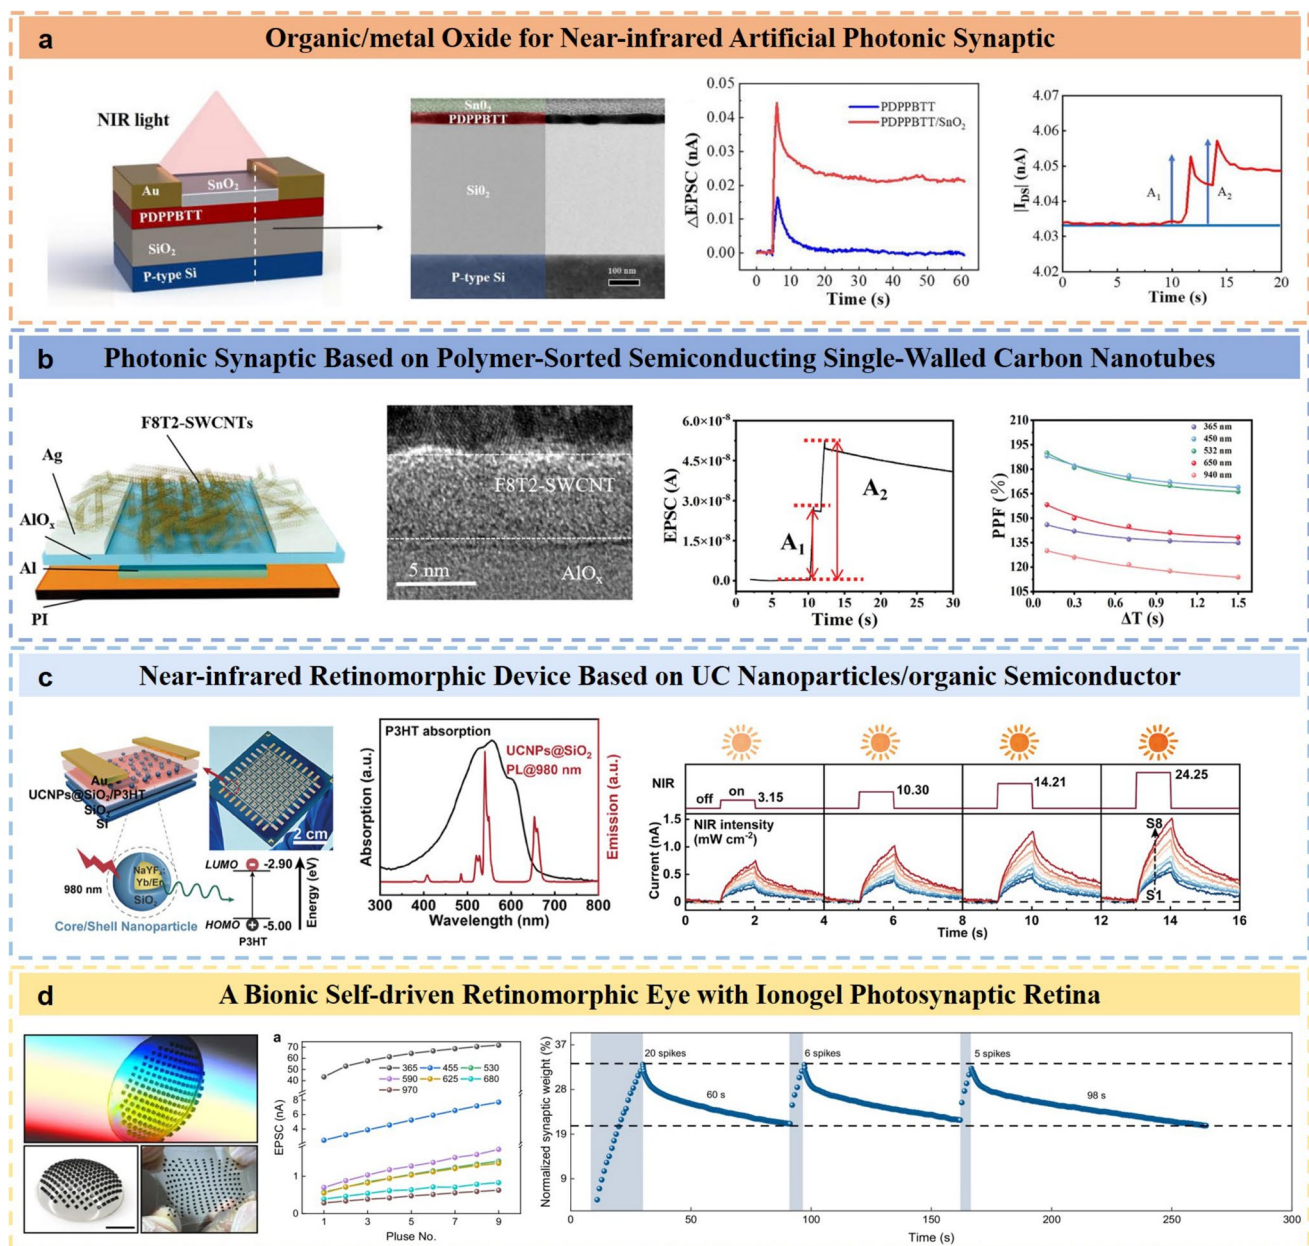 a
Organic/metal Oxide for Near-infrared Artificial Photonic Synaptic
NIR light
Au
SnO2
PDPPBTT
SiO2
P-type Si
Sn02
PDPPBTT
Si02
P-type Si
100 nm
ΔEPSC (nA)
0.05
0.04
0.03
0.02
0.01
0.00
PDPPBTT
PDPPBTT/SnO2
0 10 20 30 40 50 60
Time (s)
|IDS| (nA)
4.07
4.06
4.05
4.04
4.03
4.02
A1
A2
0 5 10 15 20
Time (s)
b
Photonic Synaptic Based on Polymer-Sorted Semiconducting Single-Walled Carbon Nanotubes
F8T2-SWCNTs
Ag
AlOx
Al
PI
F8T2-SWCNT
5 nm
AlOx
EPSC (A)
6.0×10-8
4.5×10-8
3.0×10-8
1.5×10-8
0.0
A1
A2
5 10 15 20 25 30
Time (s)
PPF (%)
210
195
180
165
150
135
120
105
365 nm
450 nm
532 nm
650 nm
940 nm
0.0 0.3 0.6 0.9 1.2 1.5
ΔT (s)
c
Near-infrared Retinomorphic Device Based on UC Nanoparticles/organic Semiconductor
Au
UCNPs@SiO2/P3HT
SiO2
Si
2 cm
980 nm
NaYF4:
Yb/Er
SiO2
Core/Shell Nanoparticle
LUMO
-2.90
HOMO
-5.00
P3HT
Energy (eV)
Absorption (a.u.)
P3HT absorption
UCNPs@SiO2
PL@980 nm
Emission (a.u.)
300 400 500 600 700 800
Wavelength (nm)
NIR
off
on
3.15
10.30
14.21
24.25
NIR intensity
(mW cm-2)
Current (nA)
1.5
1.0
0.5
0
S8
S1
0 2 4 6 8 10 12 14 16
Time (s)
d
A Bionic Self-driven Retinomorphic Eye with Ionogel Photosynaptic Retina
a
EPSC (nA)
70
60
50
40
8
6
4
1
0
365 455 530
590 625 680
970
1 3 5 7 9
Pluse No.
Normalized synaptic weight (%)
37
28
19
9
20 spikes
60 s
6 spikes
5 spikes
98 s
0 50 100 150 200 250 300
Time (s)